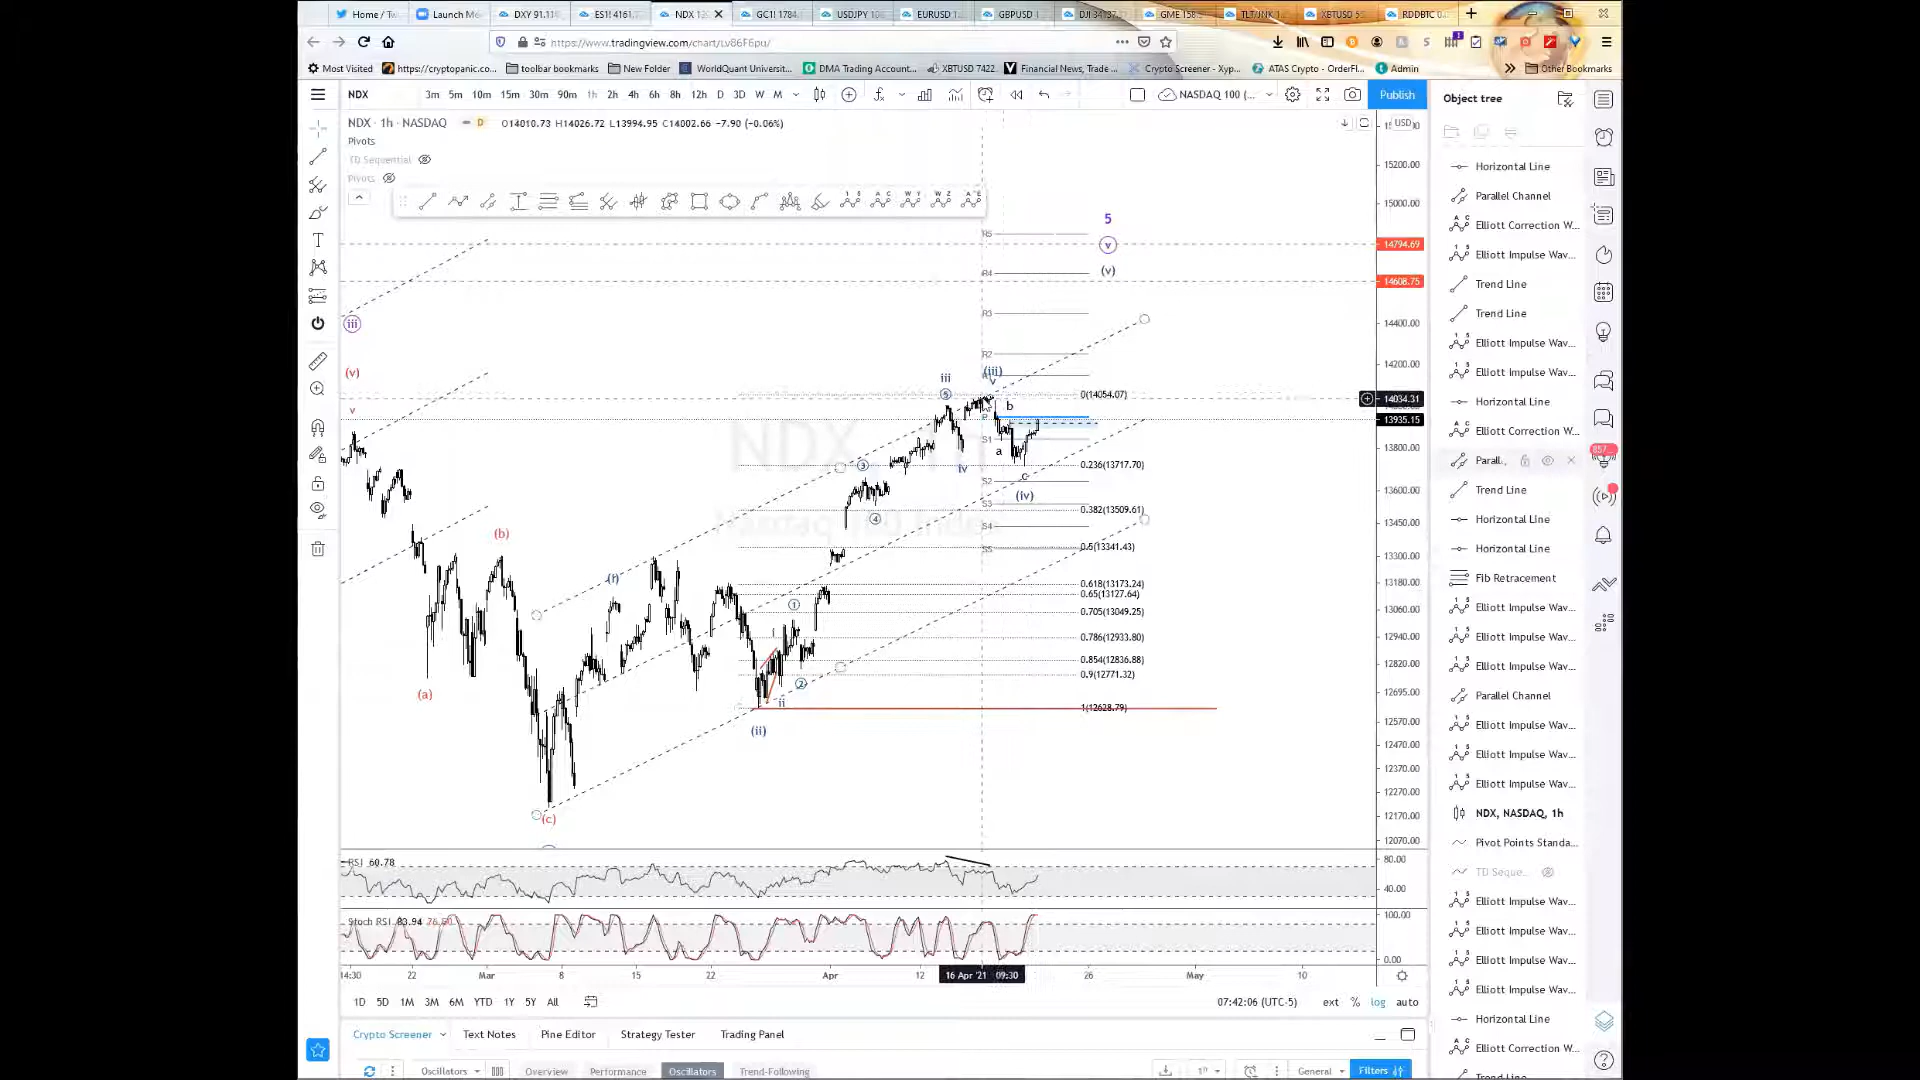 Home / Tw
Launch Me
DXY 91.11
ES1! 4161.
NDX 139
GC1! 1784.
USDJPY 10
EURUSD 1.
GBPUSD 1
DJI 34137.
GME 158.5
TLT/JNK 1.
XBTUSD 5
RDDBTC 0.
https://www.tradingview.com/chart/Lv86F6pu/
Most Visited
https://cryptopanic.co...
toolbar bookmarks
New Folder
WorldQuant Universit...
DMA Trading Account...
XBTUSD 7422
Financial News, Trade ...
Crypto Screener - Xyp...
ATAS Crypto - OrderFl...
Admin
Other Bookmarks
NDX
3m 5m 10m 15m 30m 90m 1h 2h 4h 6h 8h 12h D 3D W M
NASDAQ 100 (...
Publish
Object tree
NDX · 1h · NASDAQ
D
O14010.73 H14026.72 L13994.95 C14002.66 −7.90 (−0.06%)
USD
Pivots
TD Sequential
Pivots
15200.00
15000.00
14794.69
14608.75
14400.00
14200.00
14034.31
13935.15
13800.00
13600.00
13450.00
13300.00
13180.00
13060.00
12940.00
12820.00
12695.00
12570.00
12470.00
12370.00
12270.00
12170.00
12070.00
5
v
(v)
R5
R4
R3
R2
iii
(v)
v
iii
5
(iii)
v
b
0(14054.07)
P
S1
a
iv
3
4
0.236(13717.70)
c
S2
(iv)
S3
0.382(13509.61)
S4
S5
0.5(13341.43)
(b)
(i)
0.618(13173.24)
0.65(13127.64)
1
0.705(13049.25)
i
0.786(12933.80)
0.854(12836.88)
0.9(12771.32)
2
(a)
ii
1(12628.79)
(ii)
(c)
NDX, 1h
Nasdaq 100 Index
RSI 60.78
80.00
40.00
Stoch RSI 83.94
100.00
0.00
14:30 22 Mar 8 15 22 Apr 12 16 Apr '21 09:30 26 May 10
1D 5D 1M 3M 6M YTD 1Y 5Y All
07:42:06 (UTC-5) ext % log auto
Crypto Screener Text Notes Pine Editor Strategy Tester Trading Panel
Oscillators Overview Performance Oscillators Trend-Following
General Filters
Horizontal Line
Parallel Channel
Elliott Correction W...
Elliott Impulse Wav...
Trend Line
Trend Line
Elliott Impulse Wav...
Elliott Impulse Wav...
Horizontal Line
Elliott Correction W...
Parall...
Trend Line
Horizontal Line
Horizontal Line
Fib Retracement
Elliott Impulse Wav...
Elliott Impulse Wav...
Elliott Impulse Wav...
Parallel Channel
Elliott Impulse Wav...
Elliott Impulse Wav...
Elliott Impulse Wav...
NDX, NASDAQ, 1h
Pivot Points Standa...
TD Seque...
Elliott Impulse Wav...
Elliott Impulse Wav...
Elliott Impulse Wav...
Elliott Impulse Wav...
Horizontal Line
Elliott Correction W...